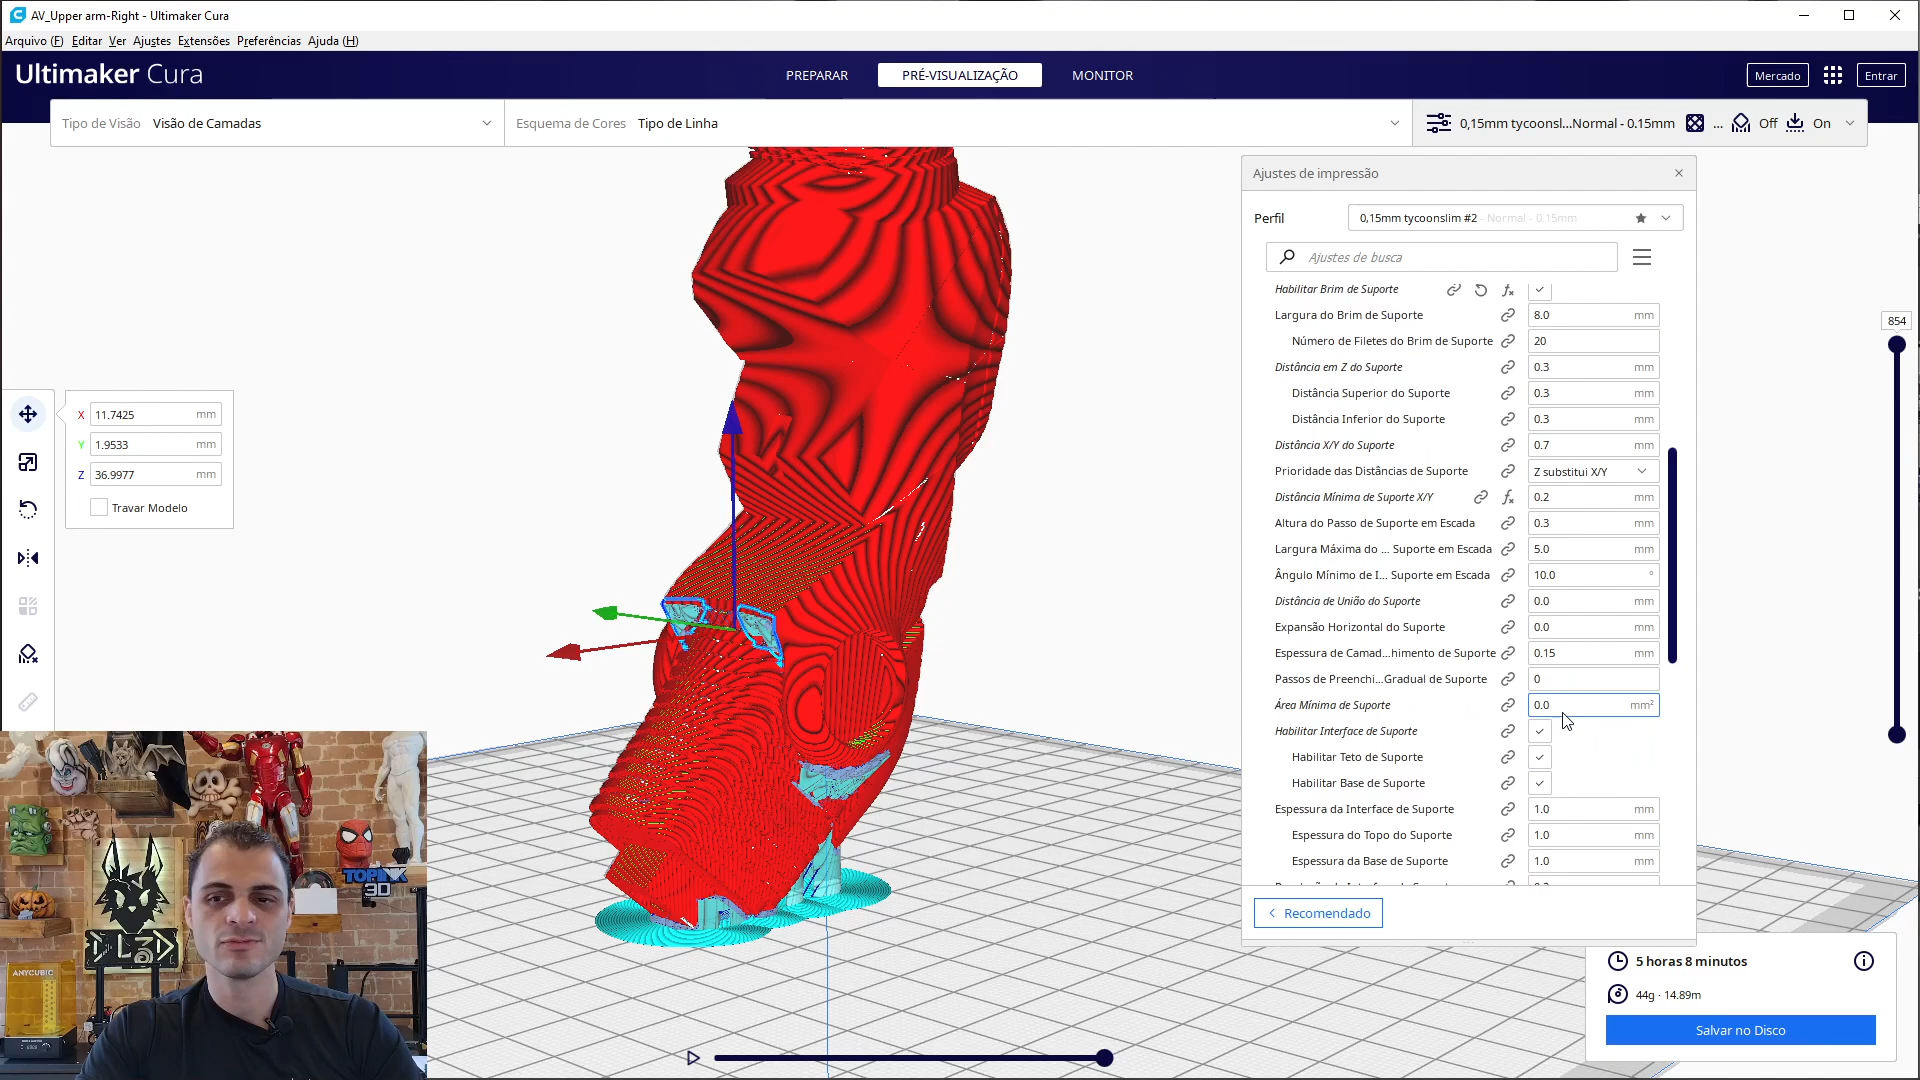 AV_Upper arm-Right - Ultimaker Cura
Arquivo (F) Editar Ver Ajustes Extensões Preferências Ajuda (H)
Ultimaker Cura
PREPARAR
PRÉ-VISUALIZAÇÃO
MONITOR
Mercado
Entrar
Tipo de Visão Visão de Camadas
Esquema de Cores Tipo de Linha
0,15mm tycoonsl...Normal - 0.15mm ... Off On
Ajustes de impressão
Perfil 0,15mm tycoonslim #2 - Normal - 0.15mm
Ajustes de busca
Habilitar Brim de Suporte
Largura do Brim de Suporte 8.0 mm
Número de Filetes do Brim de Suporte 20
Distância em Z do Suporte 0.3 mm
Distância Superior do Suporte 0.3 mm
Distância Inferior do Suporte 0.3 mm
Distância X/Y do Suporte 0.7 mm
Prioridade das Distâncias de Suporte Z substitui X/Y
Distância Mínima de Suporte X/Y 0.2 mm
Altura do Passo de Suporte em Escada 0.3 mm
Largura Máxima do ... Suporte em Escada 5.0 mm
Ângulo Mínimo de I... Suporte em Escada 10.0 °
Distância de União do Suporte 0.0 mm
Expansão Horizontal do Suporte 0.0 mm
Espessura de Camad...himento de Suporte 0.15 mm
Passos de Preenchi...Gradual de Suporte 0
Área Mínima de Suporte 0.0 mm²
Habilitar Interface de Suporte
Habilitar Teto de Suporte
Habilitar Base de Suporte
Espessura da Interface de Suporte 1.0 mm
Espessura do Topo do Suporte 1.0 mm
Espessura da Base de Suporte 1.0 mm
Recomendado
854
X 11.7425 mm
Y 1.9533 mm
Z 36.9977 mm
Travar Modelo
5 horas 8 minutos
44g · 14.89m
Salvar no Disco
TOPINK
3D
DL3D
ANYCUBIC